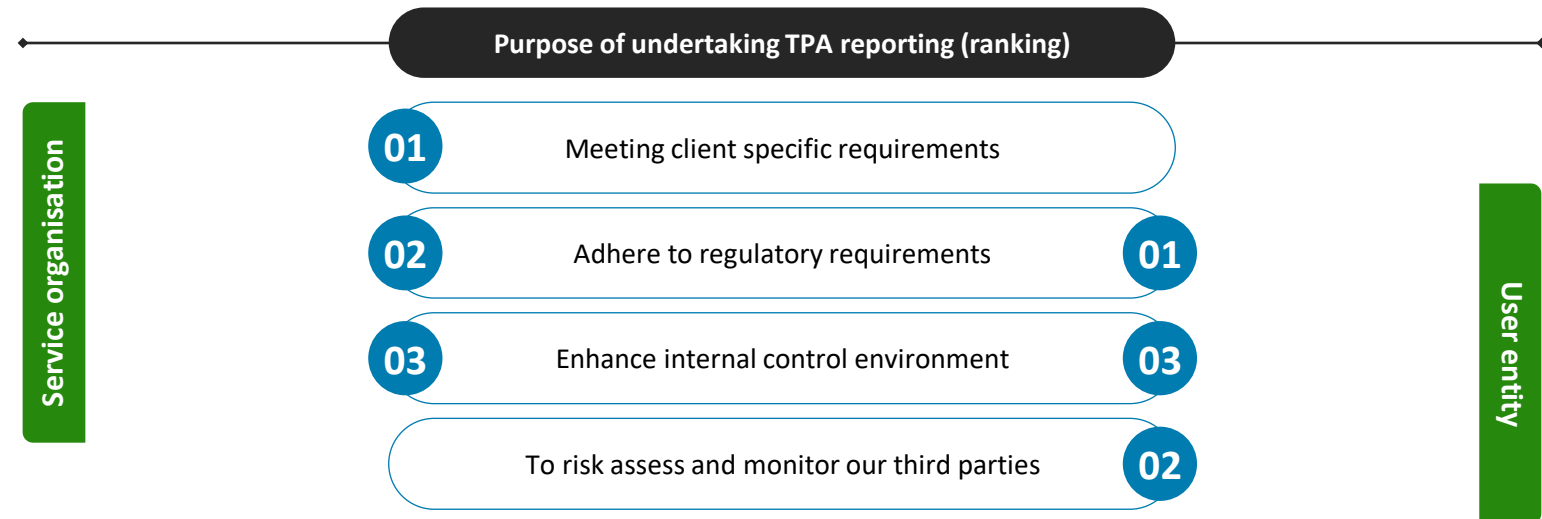 Purpose of undertaking TPA reporting (ranking)
Service organisation
01 Meeting client specific requirements
02 Adhere to regulatory requirements 01
03 Enhance internal control environment 03
To risk assess and monitor our third parties 02
User entity